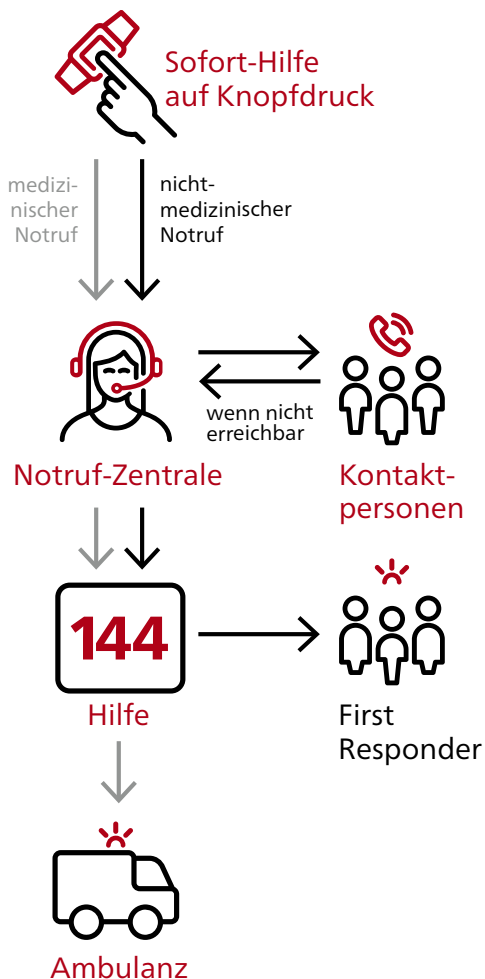 Sofort-Hilfe
auf Knopfdruck
medizi-
nischer
Notruf
nicht-
medizinischer
Notruf
wenn nicht
erreichbar
Notruf-Zentrale
Kontakt-
personen
144
Hilfe
First
Responder
Ambulanz